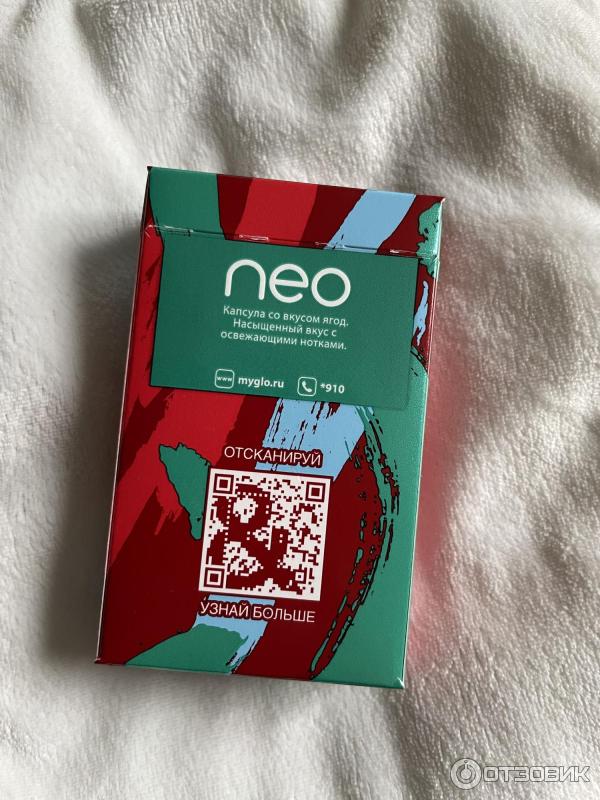 neo
Капсула со вкусом ягод.
Насыщенный вкус с
освежающими нотками.
www myglo.ru *910
ОТСКАНИРУЙ
УЗНАЙ БОЛЬШЕ
ОТЗОВИК